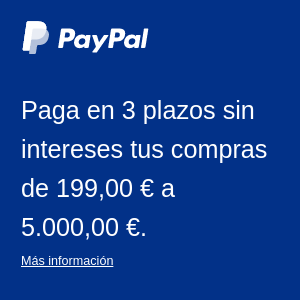 PayPal
Paga en 3 plazos sin
intereses tus compras
de 199,00 € a
5.000,00 €.
Más información